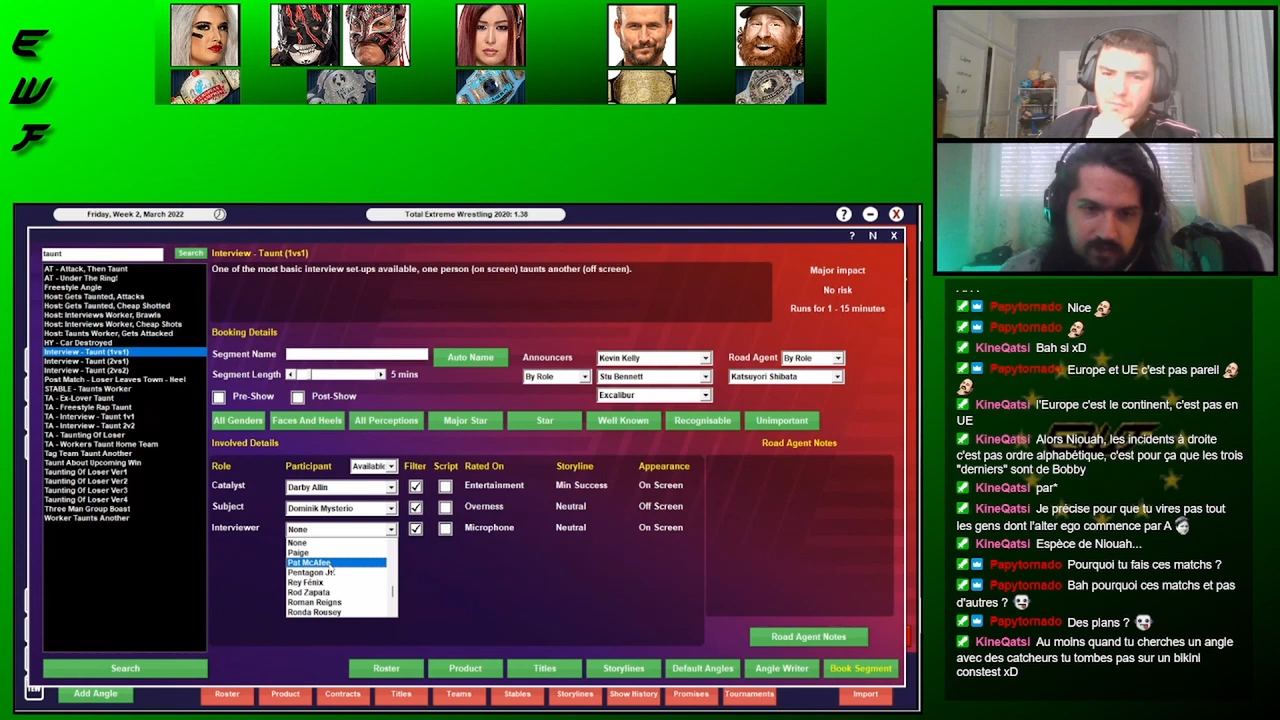 E
W
F
Friday, Week 2, March 2022
Total Extreme Wrestling 2020: 1.38
?
X
? N X
taunt
Search
AT - Attack, Then Taunt
AT - Under The Ring!
Freestyle Angle
Host: Gets Taunted, Attacks
Host: Gets Taunted, Cheap Shotted
Host: Interviews Worker, Brawls
Host: Interviews Worker, Cheap Shots
Host: Taunts Worker, Gets Attacked
HY - Car Destroyed
Interview - Taunt (1vs1)
Interview - Taunt (2vs1)
Interview - Taunt (2vs2)
Post Match - Loser Leaves Town - Heel
STABLE - Taunts Worker
TA - Ex-Lover Taunt
TA - Freestyle Rap Taunt
TA - Interview - Taunt 1v1
TA - Interview - Taunt 2v2
TA - Taunting Of Loser
TA - Workers Taunt Home Team
Tag Team Taunt Another
Taunt About Upcoming Win
Taunting Of Loser Ver1
Taunting Of Loser Ver2
Taunting Of Loser Ver3
Taunting Of Loser Ver4
Three Man Group Boast
Worker Taunts Another
Search
Interview - Taunt (1vs1)
One of the most basic interview set-ups available, one person (on screen) taunts another (off screen).
Major impact
No risk
Runs for 1 - 15 minutes
Booking Details
Segment Name
Auto Name
Announcers
Kevin Kelly
Road Agent
By Role
Segment Length
5 mins
By Role
Stu Bennett
Katsuyori Shibata
Pre-Show
Post-Show
Excalibur
All Genders
Faces And Heels
All Perceptions
Major Star
Star
Well Known
Recognisable
Unimportant
Involved Details
Road Agent Notes
Role
Participant
Available
Filter
Script
Rated On
Storyline
Appearance
Catalyst
Darby Allin
Entertainment
Min Success
On Screen
Subject
Dominik Mysterio
Overness
Neutral
Off Screen
Interviewer
None
Microphone
Neutral
On Screen
None
Paige
Pat McAfee
Pentagon Jr.
Rey Fénix
Rod Zapata
Roman Reigns
Ronda Rousey
Road Agent Notes
Roster
Product
Titles
Storylines
Default Angles
Angle Writer
Book Segment
TEW
Add Angle
Roster
Product
Contracts
Titles
Teams
Stables
Storylines
Show History
Promises
Tournaments
Import
Papytornado Nice
Papytornado
KineQatsi Bah si xD
Papytornado Europe et UE c'est pas pareil
KineQatsi l'Europe c'est le continent, c'est pas en
UE
KineQatsi Alors Niouah, les incidents à droite
c'est pas ordre alphabétique, c'est pour ça que les trois
"derniers" sont de Bobby
KineQatsi par*
KineQatsi Je précise pour que tu vires pas tout
les gens dont l'alter ego commence par A
KineQatsi Espèce de Niouah...
Papytornado Pourquoi tu fais ces matchs ?
Papytornado Bah pourquoi ces matchs et pas
d'autres ?
Papytornado Des plans ?
KineQatsi Au moins quand tu cherches un angle
avec des catcheurs tu tombes pas sur un bikini
constest xD